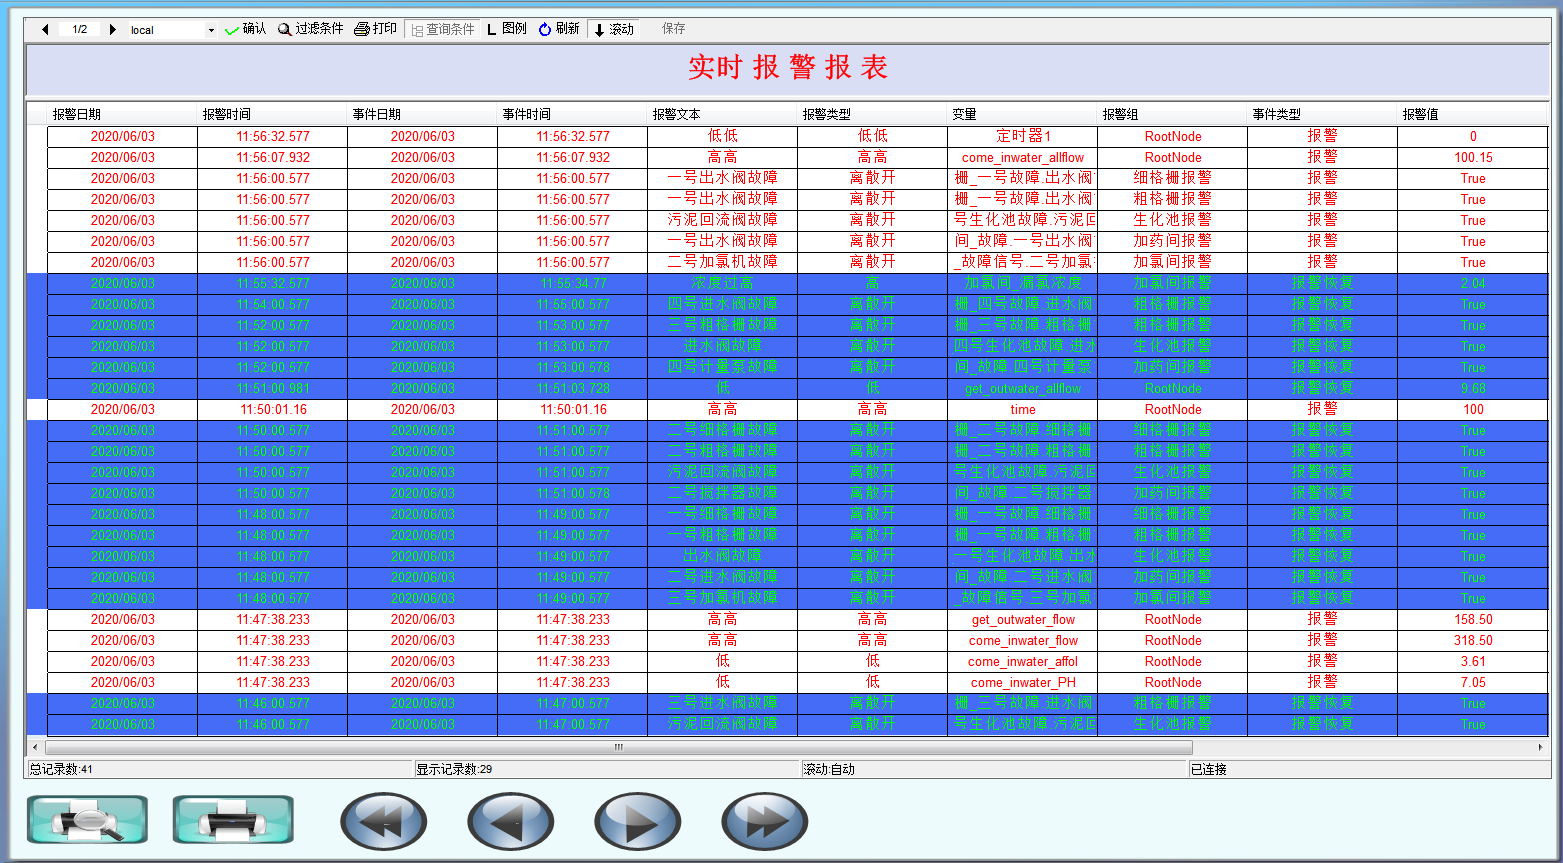 1/2 local 确认 过滤条件 打印 查询条件 图例 刷新 滚动 保存
实时报警报表
报警日期 报警时间 事件日期 事件时间 报警文本 报警类型 变量 报警组 事件类型 报警值
2020/06/03 11:56:32.577 2020/06/03 11:56:32.577 低低 低低 定时器1 RootNode 报警 0
2020/06/03 11:56:07.932 2020/06/03 11:56:07.932 高高 高高 come_inwater_allflow RootNode 报警 100.15
2020/06/03 11:56:00.577 2020/06/03 11:56:00.577 一号出水阀故障 离散开 栅_一号故障.出水阀 细格栅报警 报警 True
2020/06/03 11:56:00.577 2020/06/03 11:56:00.577 一号出水阀故障 离散开 栅_一号故障.出水阀 粗格栅报警 报警 True
2020/06/03 11:56:00.577 2020/06/03 11:56:00.577 污泥回流阀故障 离散开 号生化池故障.污泥回 生化池报警 报警 True
2020/06/03 11:56:00.577 2020/06/03 11:56:00.577 一号出水阀故障 离散开 间_故障.一号出水阀 加药间报警 报警 True
2020/06/03 11:56:00.577 2020/06/03 11:56:00.577 二号加氯机故障 离散开 _故障信号.二号加氯 加氯间报警 报警 True
2020/06/03 11:55:32.577 2020/06/03 11:55:34.77 浓度过高 高 加氯间_漏氯浓度 加氯间报警 报警恢复 2.04
2020/06/03 11:54:00.577 2020/06/03 11:55:00.577 四号进水阀故障 离散开 栅_四号故障.进水阀 粗格栅报警 报警恢复 True
2020/06/03 11:52:00.577 2020/06/03 11:53:00.577 三号粗格栅故障 离散开 栅_三号故障.粗格栅 粗格栅报警 报警恢复 True
2020/06/03 11:52:00.577 2020/06/03 11:53:00.577 进水阀故障 离散开 四号生化池故障.进水 生化池报警 报警恢复 True
2020/06/03 11:52:00.577 2020/06/03 11:53:00.578 四号计量泵故障 离散开 间_故障.四号计量泵 加药间报警 报警恢复 True
2020/06/03 11:51:00.981 2020/06/03 11:51:03.728 低 低 get_outwater_allflow RootNode 报警恢复 9.68
2020/06/03 11:50:01.16 2020/06/03 11:50:01.16 高高 高高 time RootNode 报警 100
2020/06/03 11:50:00.577 2020/06/03 11:51:00.577 二号细格栅故障 离散开 栅_二号故障.细格栅 细格栅报警 报警恢复 True
2020/06/03 11:50:00.577 2020/06/03 11:51:00.577 二号粗格栅故障 离散开 栅_二号故障.粗格栅 粗格栅报警 报警恢复 True
2020/06/03 11:50:00.577 2020/06/03 11:51:00.577 污泥回流阀故障 离散开 号生化池故障.污泥回 生化池报警 报警恢复 True
2020/06/03 11:50:00.577 2020/06/03 11:51:00.578 二号搅拌器故障 离散开 间_故障.二号搅拌器 加药间报警 报警恢复 True
2020/06/03 11:48:00.577 2020/06/03 11:49:00.577 一号细格栅故障 离散开 栅_一号故障.细格栅 细格栅报警 报警恢复 True
2020/06/03 11:48:00.577 2020/06/03 11:49:00.577 一号粗格栅故障 离散开 栅_一号故障.粗格栅 粗格栅报警 报警恢复 True
2020/06/03 11:48:00.577 2020/06/03 11:49:00.577 出水阀故障 离散开 一号生化池故障.出水 生化池报警 报警恢复 True
2020/06/03 11:48:00.577 2020/06/03 11:49:00.577 二号进水阀故障 离散开 间_故障.二号进水阀 加药间报警 报警恢复 True
2020/06/03 11:48:00.577 2020/06/03 11:49:00.577 三号加氯机故障 离散开 _故障信号.三号加氯 加氯间报警 报警恢复 True
2020/06/03 11:47:38.233 2020/06/03 11:47:38.233 高高 高高 get_outwater_flow RootNode 报警 158.50
2020/06/03 11:47:38.233 2020/06/03 11:47:38.233 高高 高高 come_inwater_flow RootNode 报警 318.50
2020/06/03 11:47:38.233 2020/06/03 11:47:38.233 低 低 come_inwater_affol RootNode 报警 3.61
2020/06/03 11:47:38.233 2020/06/03 11:47:38.233 低 低 come_inwater_PH RootNode 报警 7.05
2020/06/03 11:46:00.577 2020/06/03 11:47:00.577 三号进水阀故障 离散开 栅_三号故障.进水阀 粗格栅报警 报警恢复 True
2020/06/03 11:46:00.577 2020/06/03 11:47:00.577 污泥回流阀故障 离散开 号生化池故障.污泥回 生化池报警 报警恢复 True
总记录数:41 显示记录数:29 滚动:自动 已连接